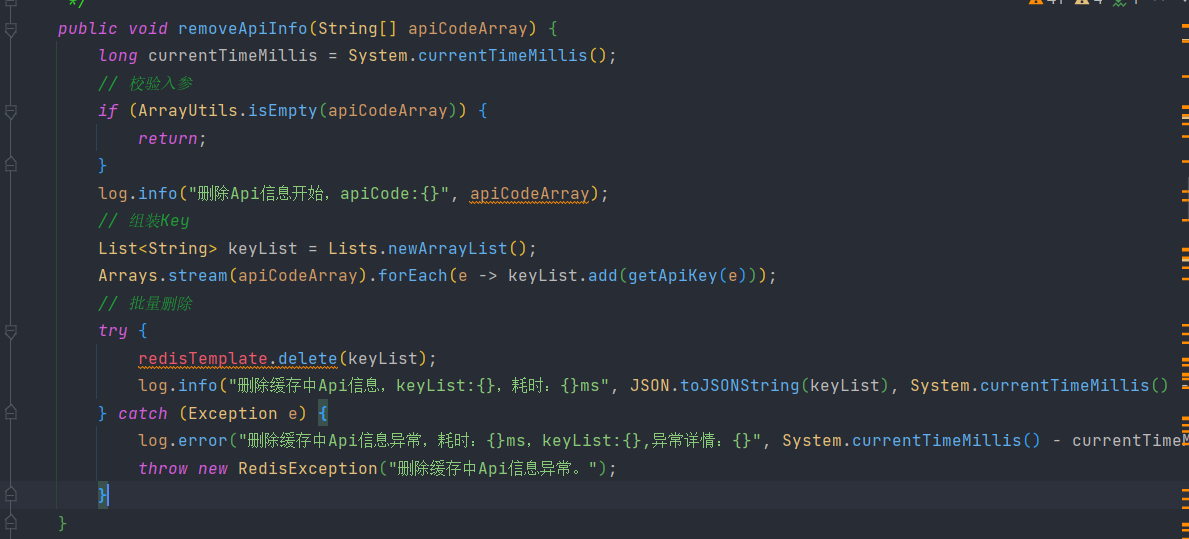 */
public void removeApiInfo(String[] apiCodeArray) {
long currentTimeMillis = System.currentTimeMillis();
// 校验入参
if (ArrayUtils.isEmpty(apiCodeArray)) {
return;
}
log.info("删除Api信息开始，apiCode:{}", apiCodeArray);
// 组装Key
List<String> keyList = Lists.newArrayList();
Arrays.stream(apiCodeArray).forEach(e -> keyList.add(getApiKey(e)));
// 批量删除
try {
redisTemplate.delete(keyList);
log.info("删除缓存中Api信息，keyList:{}，耗时：{}ms", JSON.toJSONString(keyList), System.currentTimeMillis()
} catch (Exception e) {
log.error("删除缓存中Api信息异常，耗时：{}ms，keyList:{},异常详情：{}", System.currentTimeMillis() - currentTimeM
throw new RedisException("删除缓存中Api信息异常。");
}
}